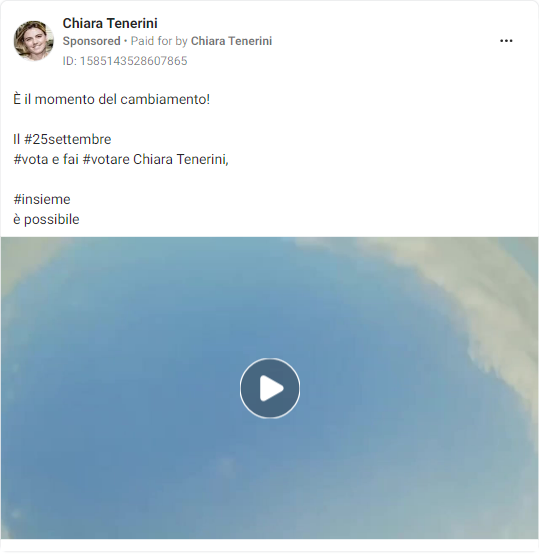 Chiara Tenerini
Sponsored • Paid for by Chiara Tenerini
ID: 1585143528607865
È il momento del cambiamento!
Il #25settembre
#vota e fai #votare Chiara Tenerini,
#insieme
è possibile